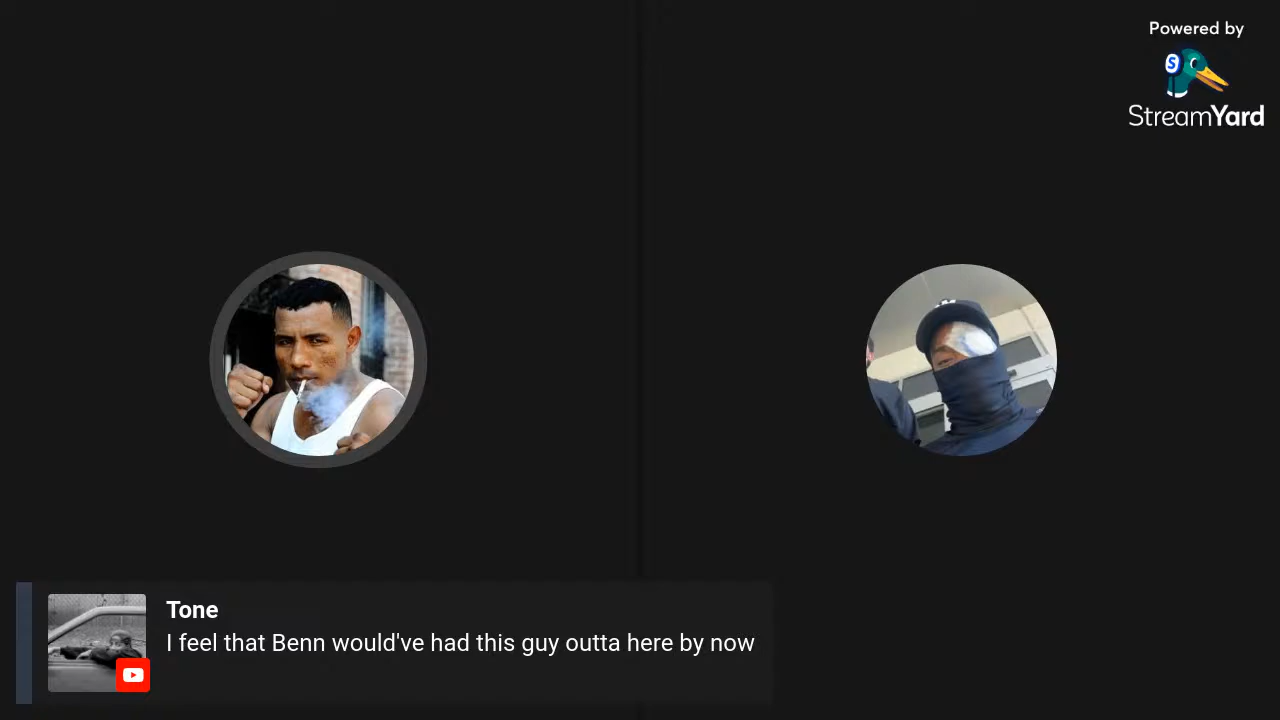 Powered by
S
StreamYard
Tone
I feel that Benn would've had this guy outta here by now